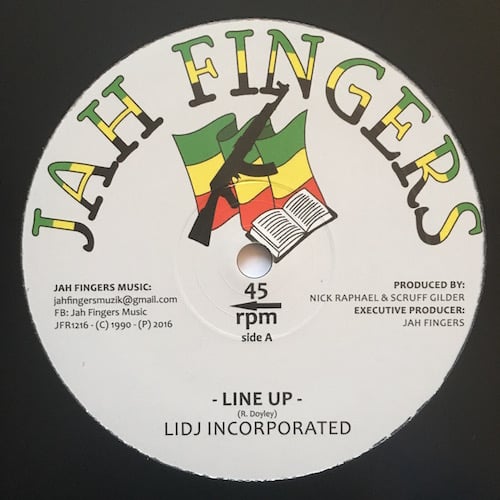 JAH FINGERS
JAH FINGERS MUSIC:
jahfingersmuzik@gmail.com
FB: Jah Fingers Music
JFR1216 - (C) 1990 - (P) 2016
45
rpm
side A
PRODUCED BY:
NICK RAPHAEL & SCRUFF GILDER
EXECUTIVE PRODUCER:
JAH FINGERS
- LINE UP -
(R. Doyley)
LIDJ INCORPORATED